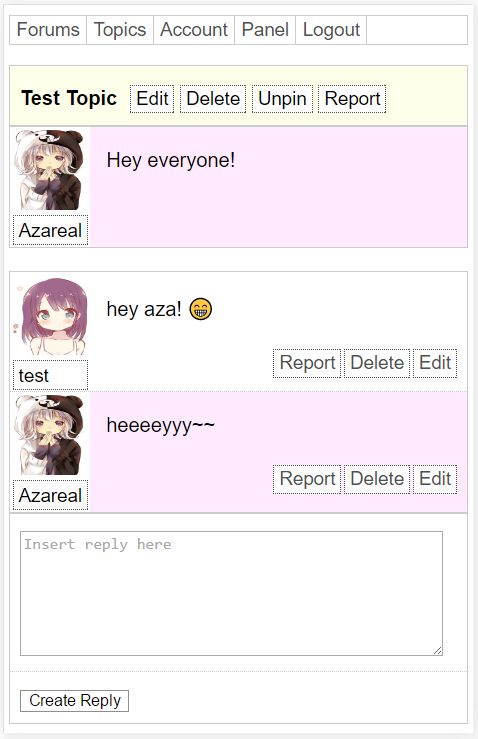 Forums Topics Account Panel Logout
Test Topic Edit Delete Unpin Report
Hey everyone!
Azareal
hey aza! 😁
Report Delete Edit
test
heeeeyyy~~
Report Delete Edit
Azareal
Insert reply here
Create Reply